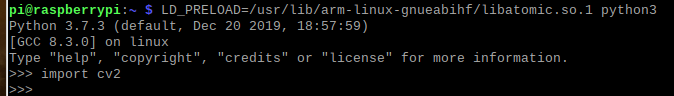 pi@raspberrypi:~ $ LD_PRELOAD=/usr/lib/arm-linux-gnueabihf/libatomic.so.1 python3
Python 3.7.3 (default, Dec 20 2019, 18:57:59)
[GCC 8.3.0] on linux
Type "help", "copyright", "credits" or "license" for more information.
>>> import cv2
>>>